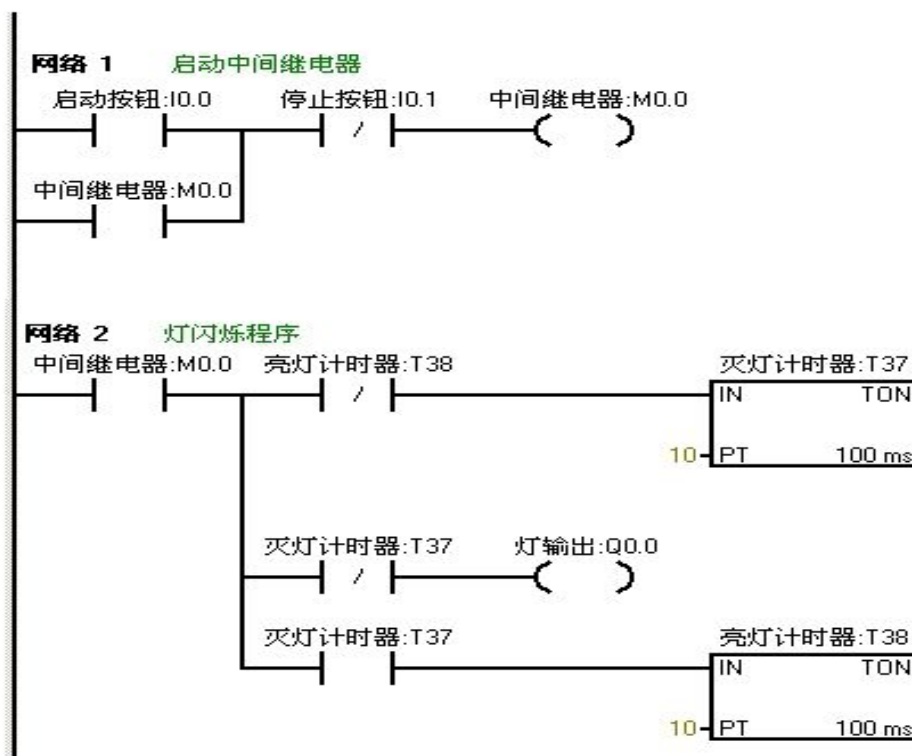 网络 1 启动中间继电器
启动按钮:I0.0 停止按钮:I0.1 中间继电器:M0.0
/
中间继电器:M0.0
网络 2 灯闪烁程序
中间继电器:M0.0 亮灯计时器:T38 灭灯计时器:T37
/ IN TON
10 PT 100 ms
灭灯计时器:T37 灯输出:Q0.0
/
灭灯计时器:T37 亮灯计时器:T38
IN TON
10 PT 100 ms